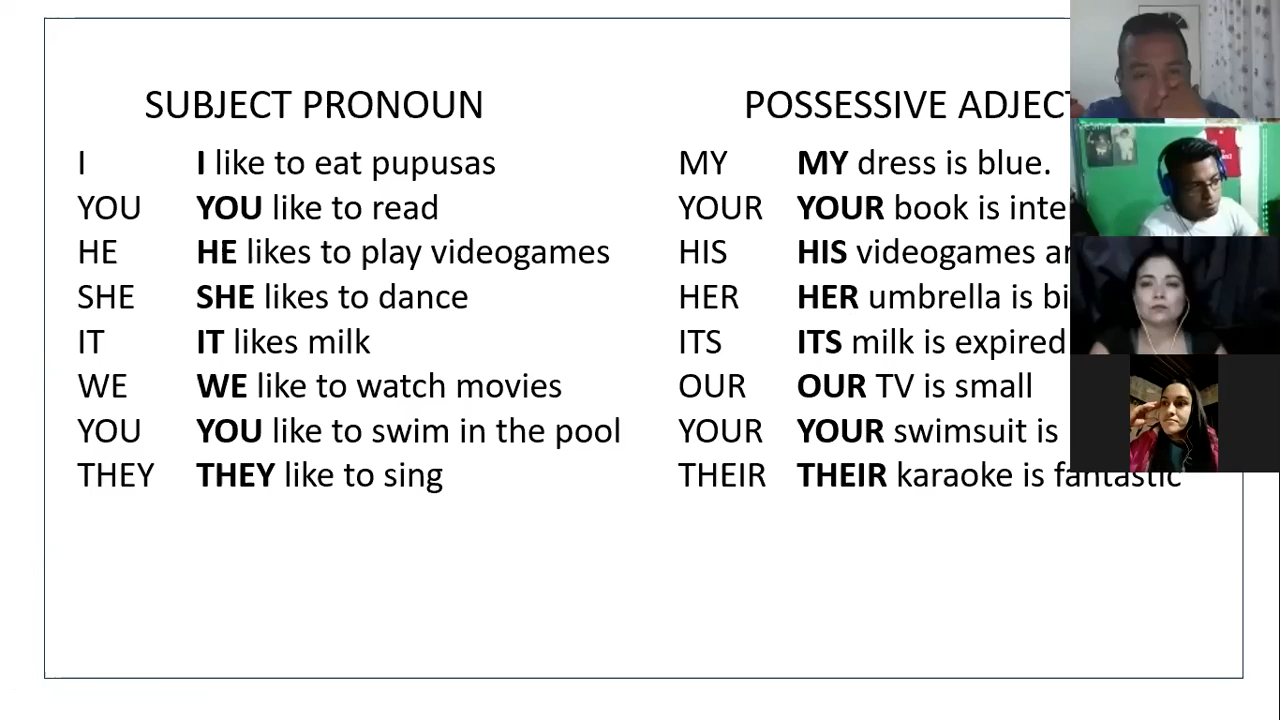 SUBJECT PRONOUN
I I like to eat pupusas
YOU YOU like to read
HE HE likes to play videogames
SHE SHE likes to dance
IT IT likes milk
WE WE like to watch movies
YOU YOU like to swim in the pool
THEY THEY like to sing
POSSESSIVE
MY MY dress is blue.
YOUR YOUR book is
HIS HIS videogames
HER HER umbrella is
ITS ITS milk is expired
OUR OUR TV is small
YOUR YOUR swimsuit is
THEIR THEIR karaoke is fantastic